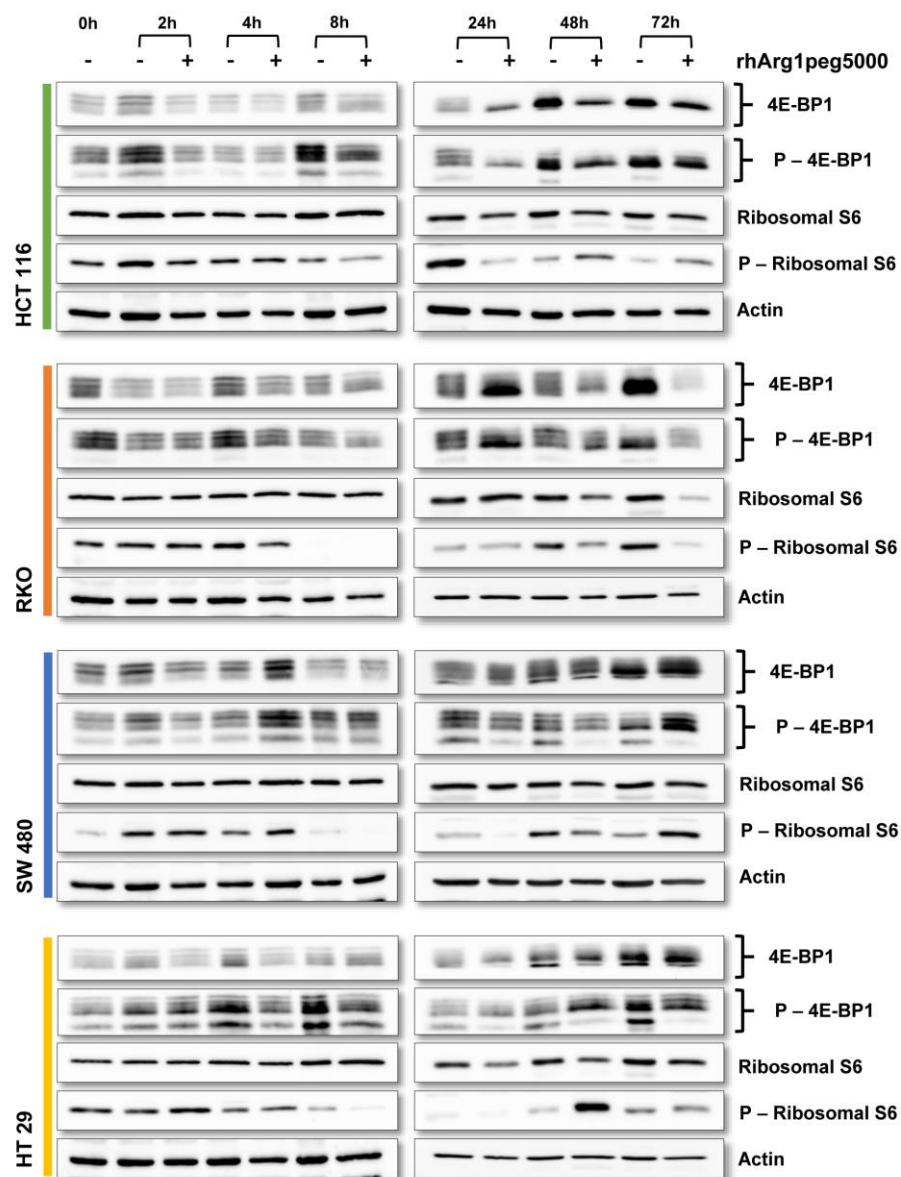 0h 2h 4h 8h 24h 48h 72h
- - + - + - + - + - + - + rhArg1peg5000
HCT 116
4E-BP1
P – 4E-BP1
Ribosomal S6
P – Ribosomal S6
Actin
RKO
4E-BP1
P – 4E-BP1
Ribosomal S6
P – Ribosomal S6
Actin
SW 480
4E-BP1
P – 4E-BP1
Ribosomal S6
P – Ribosomal S6
Actin
HT 29
4E-BP1
P – 4E-BP1
Ribosomal S6
P – Ribosomal S6
Actin